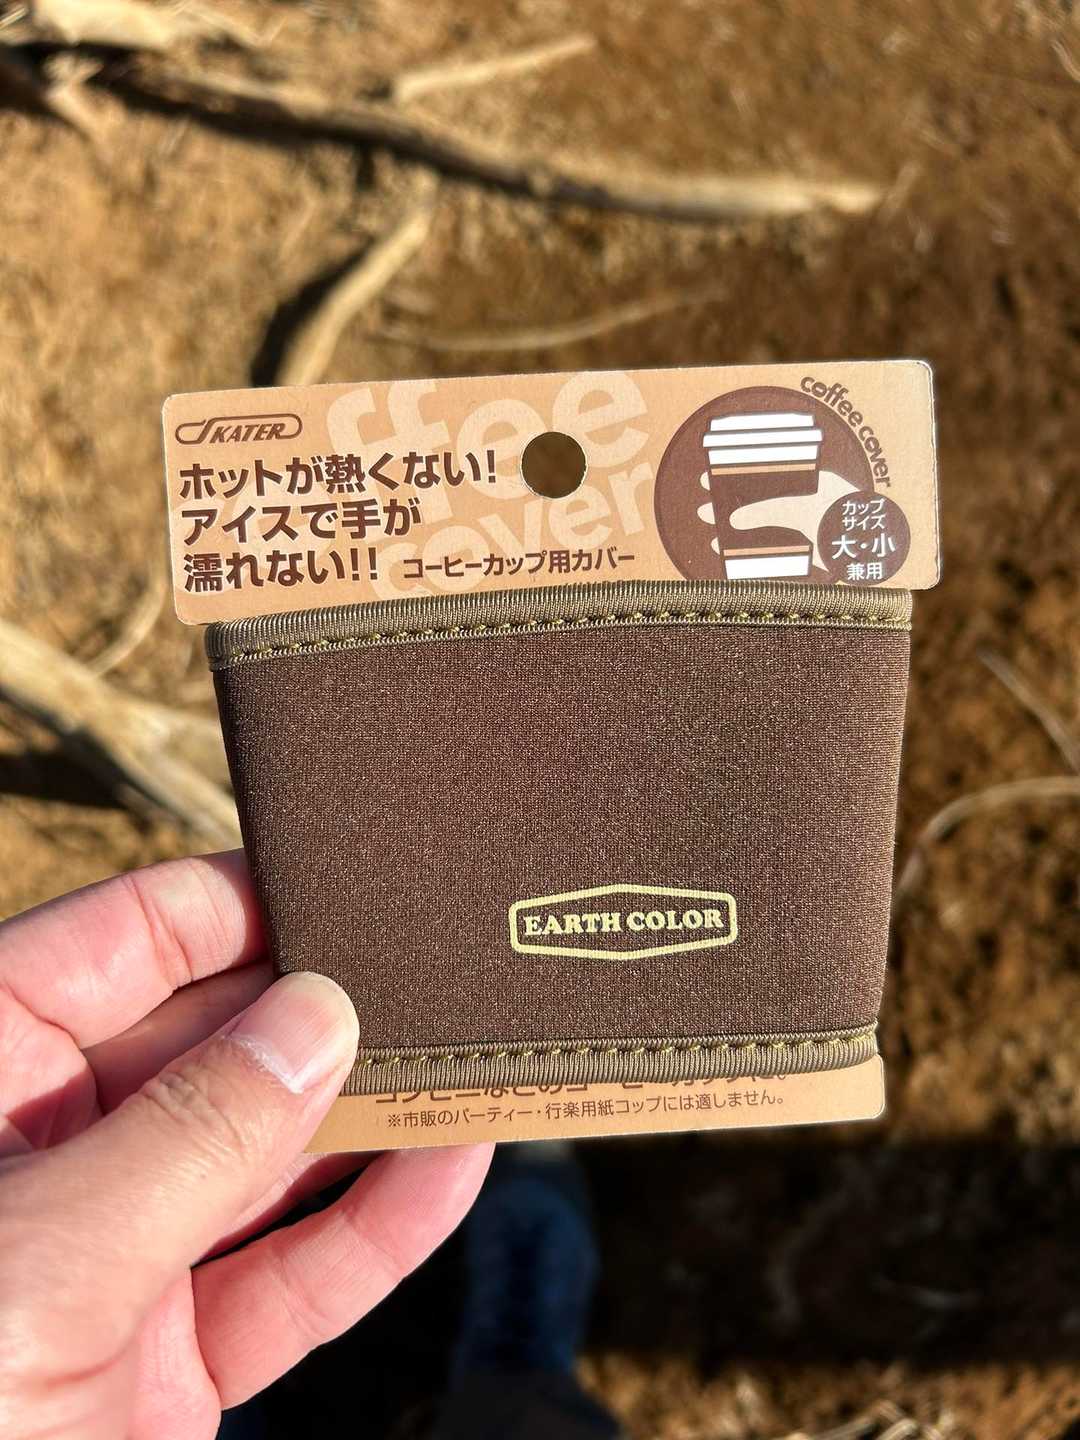 SKATER
coffee cover
ホットが熱くない!
アイスで手が
濡れない!!
コーヒーカップ用カバー
coffee cover
カップ
サイズ
大・小
兼用
EARTH COLOR
※市販のパーティー・行楽用紙コップには適しません。